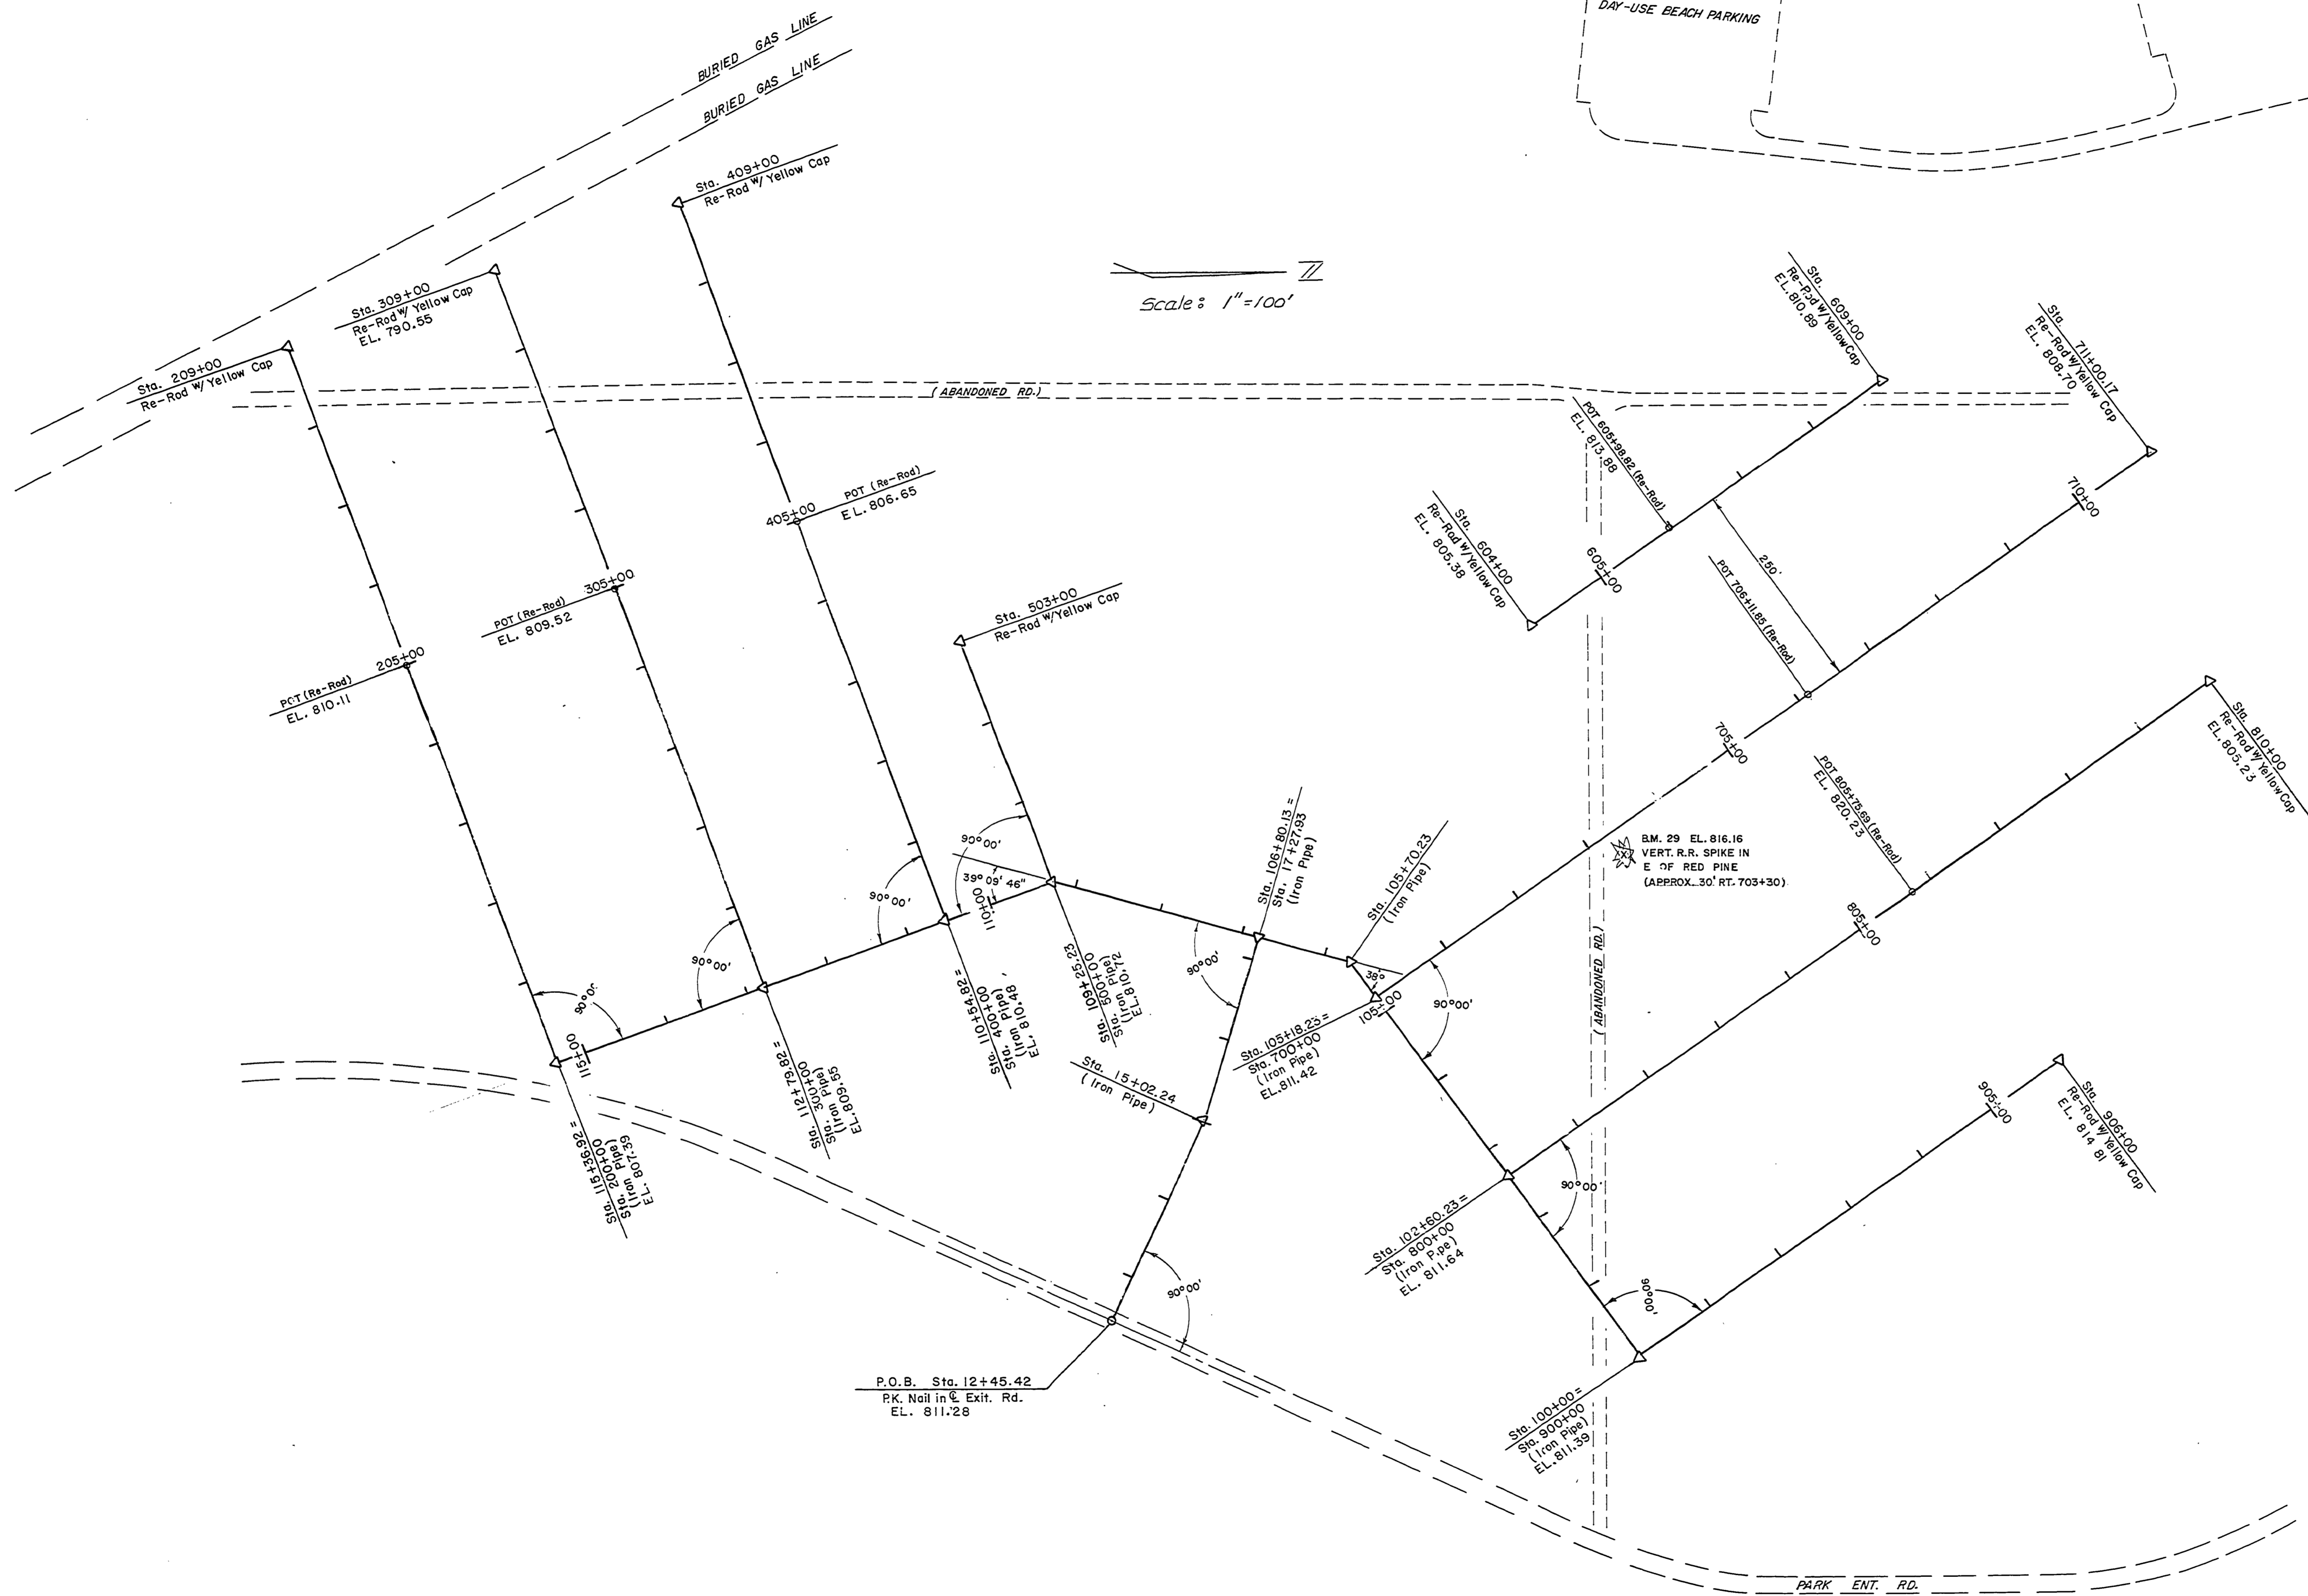 DAY-USE BEACH PARKING
BURIED GAS LINE
BURIED GAS LINE
Sta. 409+00
Re-Rod w/ Yellow Cap
Sta. 309+00
Re-Rod w/ Yellow Cap
EL. 790.55
Sta. 209+00
Re-Rod w/ Yellow Cap
Scale: 1"=100'
(ABANDONED RD.)
Sta. 609+00
Re-Rod w/Yellow Cap
EL. 810.89
Sta. 711+00.17
Re-Rod w/Yellow Cap
EL. 808.70
POT 605+98.82 (Re-Rod)
EL. 813.88
710+00
405+00
POT (Re-Rod)
EL. 806.65
Sta. 604+00
Re-Rod w/Yellow Cap
EL. 805.38
605+00
250'
POT 706+11.85 (Re-Rod)
305+00
POT (Re-Rod)
EL. 809.52
Sta. 503+00
Re-Rod w/Yellow Cap
205+00
POT (Re-Rod)
EL. 810.11
705+00
Sta. 810+00
Re-Rod w/Yellow Cap
EL. 805.23
POT 805+75.69 (Re-Rod)
EL. 820.23
B.M. 29 EL. 816.16
VERT. R.R. SPIKE IN
E OF RED PINE
(APPROX. 30' RT. 703+30)
90°00'
39°09'46"
110+00
90°00'
90°00'
90°00'
115+00
Sta. 106+80.13 =
Sta. 17+27.93
(Iron Pipe)
Sta. 105+70.23
(Iron Pipe)
38°
90°00'
105+00
90°00'
805+00
(ABANDONED RD.)
Sta. 115+36.92 =
Sta. 200+00
(Iron Pipe)
EL. 807.39
Sta. 112+79.82 =
Sta. 300+00
(Iron Pipe)
EL. 809.55
Sta. 110+54.82 =
Sta. 400+00
(Iron Pipe)
EL. 810.48
Sta. 109+25.23
Sta. 500+00
(Iron Pipe)
EL. 810.72
Sta. 15+02.24
(Iron Pipe)
Sta. 105+18.23 =
Sta. 700+00
(Iron Pipe)
EL. 811.42
Sta. 102+60.23 =
Sta. 800+00
(Iron Pipe)
EL. 811.64
90°00'
905+00
Sta. 906+00
Re-Rod w/ Yellow Cap
EL. 814 81
90°00'
90°00'
P.O.B. Sta. 12+45.42
P.K. Nail in ℄ Exit. Rd.
EL. 811.28
Sta. 100+00 =
Sta. 900+00
(Iron Pipe)
EL. 811.39
PARK ENT. RD.